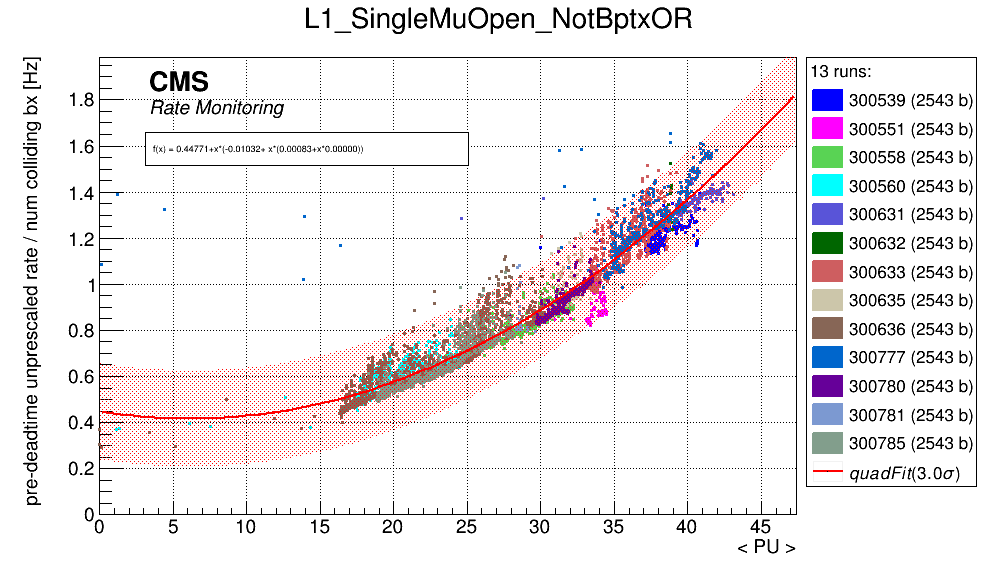 L1_SingleMuOpen_NotBptxOR
pre-deadtime unprescaled rate / num colliding bx [Hz]
CMS
Rate Monitoring
f(x) = 0.44771+x*(-0.01032+ x*(0.00083+x*0.00000))
1.8
1.6
1.4
1.2
1
0.8
0.6
0.4
0.2
0
0 5 10 15 20 25 30 35 40 45
< PU >
13 runs:
300539 (2543 b)
300551 (2543 b)
300558 (2543 b)
300560 (2543 b)
300631 (2543 b)
300632 (2543 b)
300633 (2543 b)
300635 (2543 b)
300636 (2543 b)
300777 (2543 b)
300780 (2543 b)
300781 (2543 b)
300785 (2543 b)
quadFit(3.0σ)